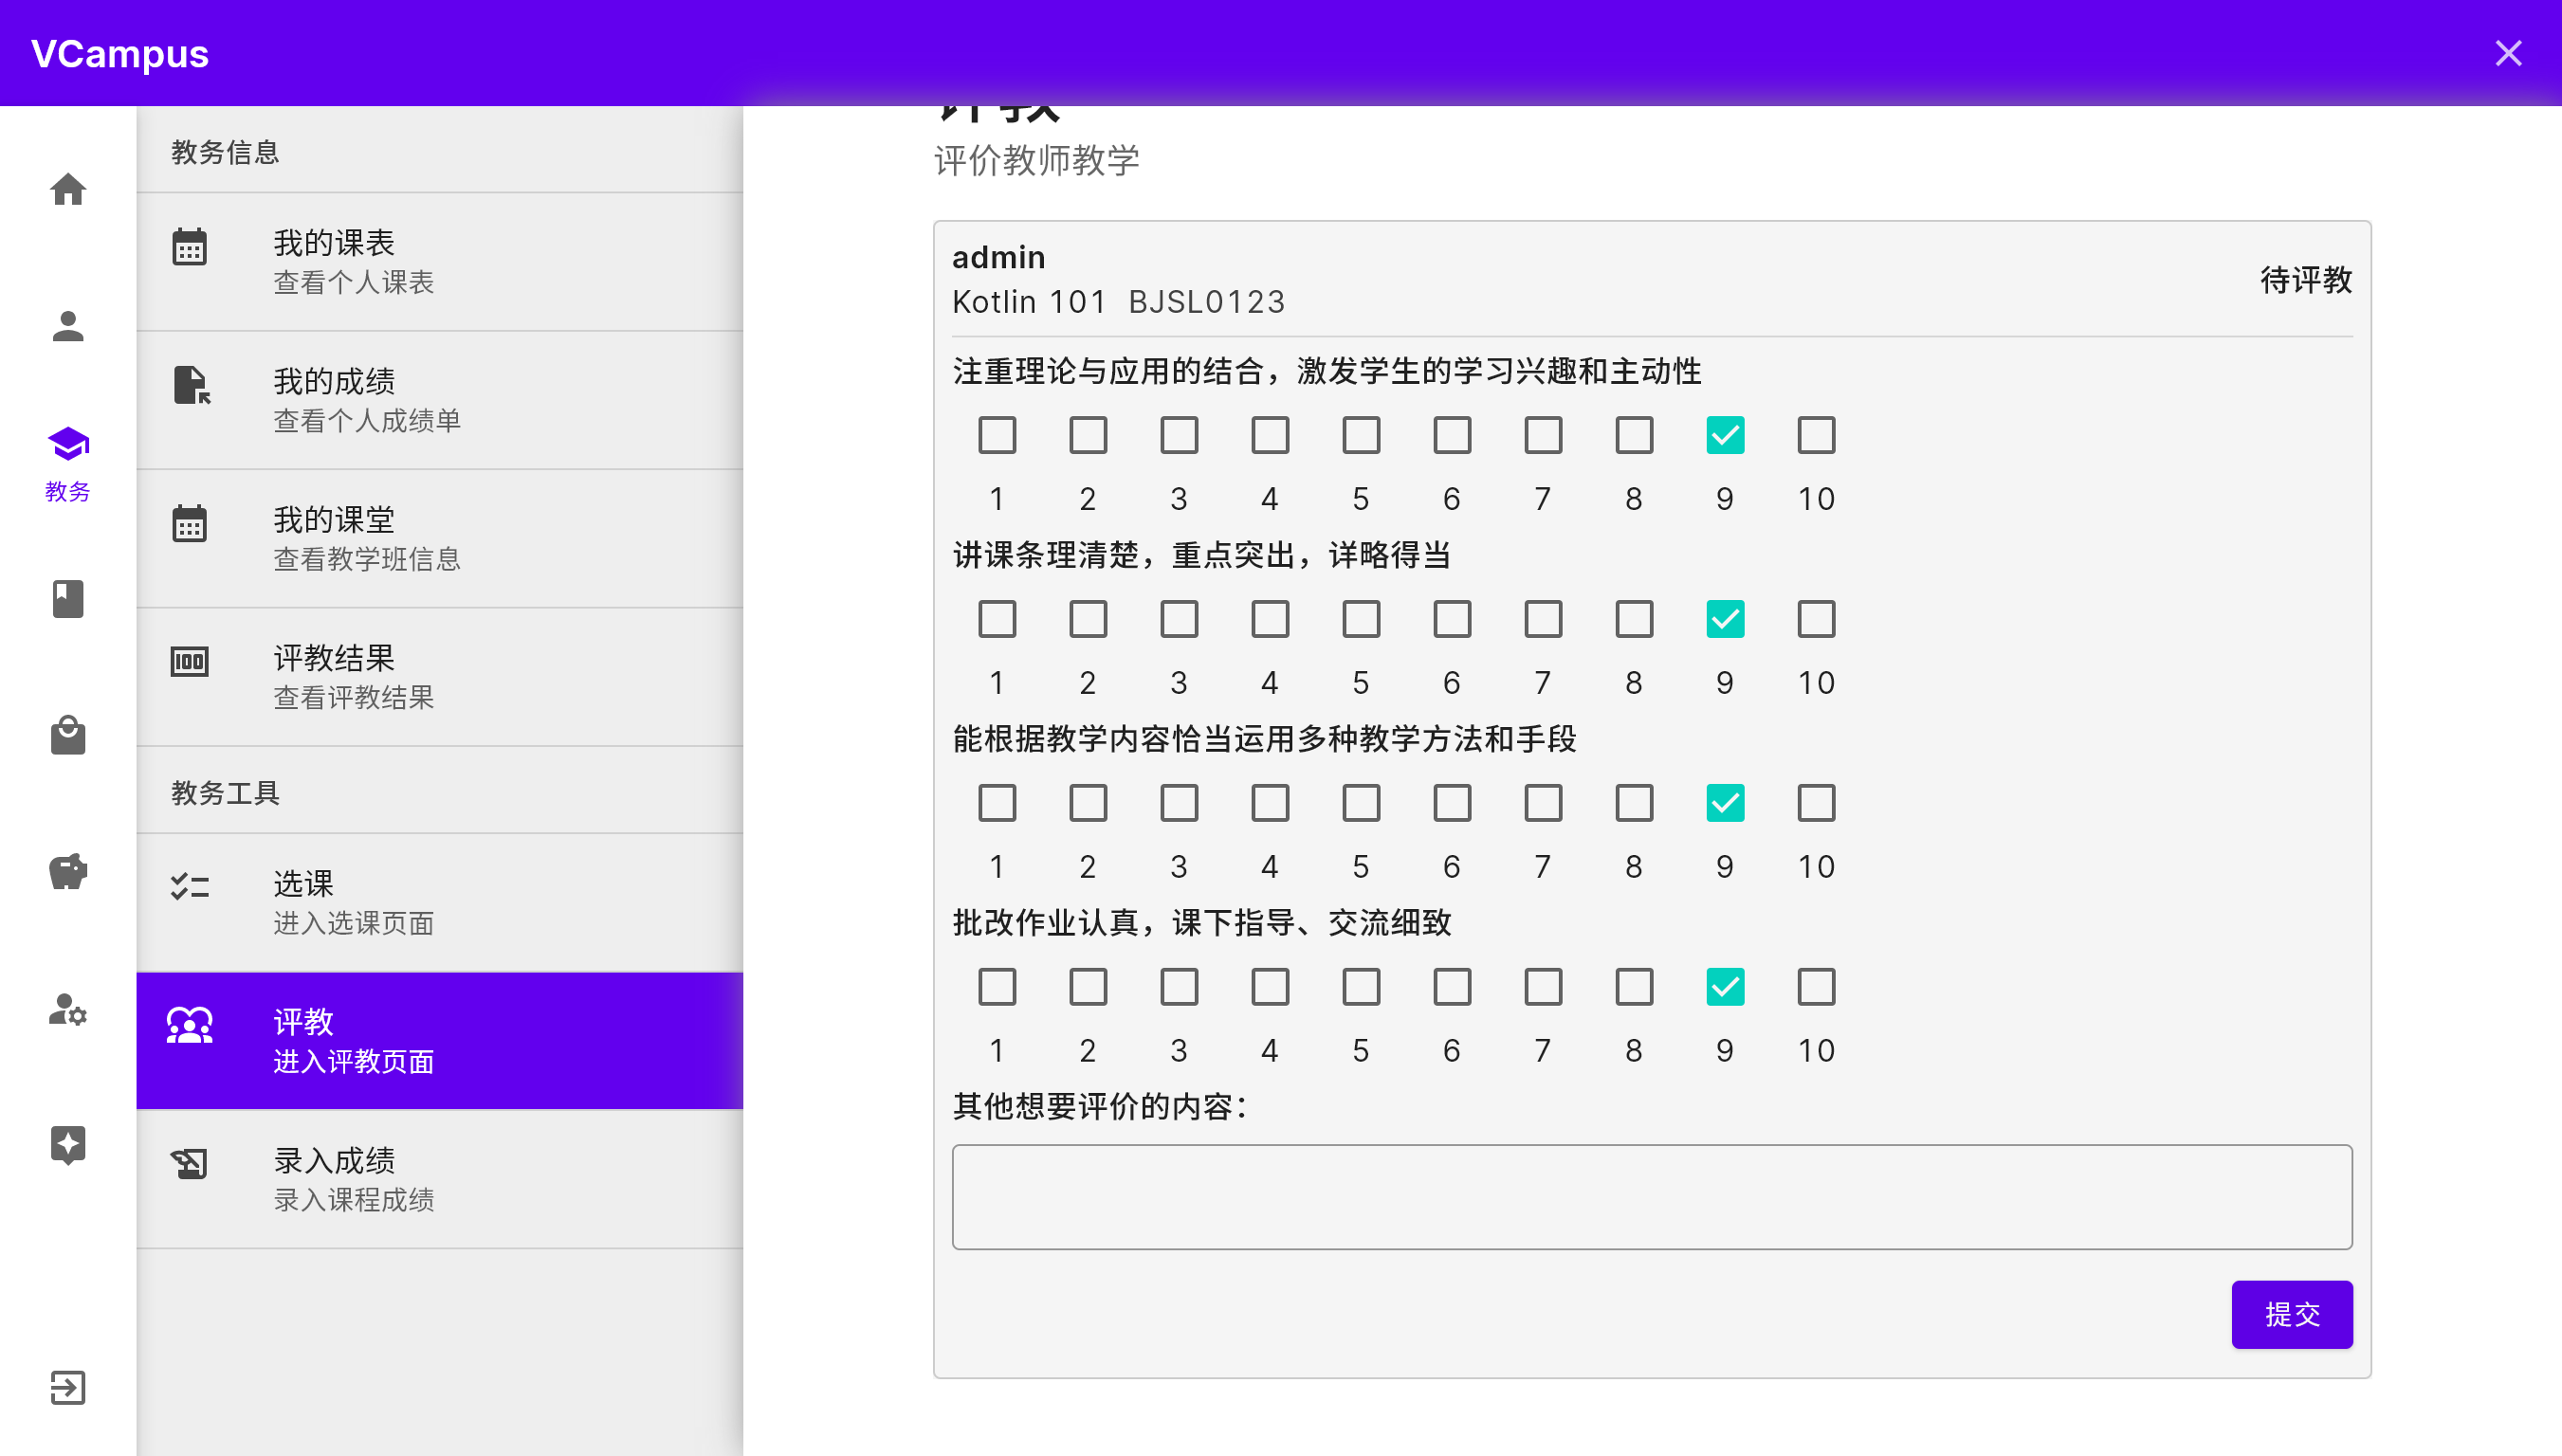 VCampus
教务
教务信息
我的课表
查看个人课表
我的成绩
查看个人成绩单
我的课堂
查看教学班信息
100
评教结果
查看评教结果
教务工具
选课
进入选课页面
评教
进入评教页面
录入成绩
录入课程成绩
评教
评价教师教学
admin
Kotlin 101 BJSL0123
待评教
注重理论与应用的结合，激发学生的学习兴趣和主动性
1 2 3 4 5 6 7 8 9 10
讲课条理清楚，重点突出，详略得当
1 2 3 4 5 6 7 8 9 10
能根据教学内容恰当运用多种教学方法和手段
1 2 3 4 5 6 7 8 9 10
批改作业认真，课下指导、交流细致
1 2 3 4 5 6 7 8 9 10
其他想要评价的内容：
提交